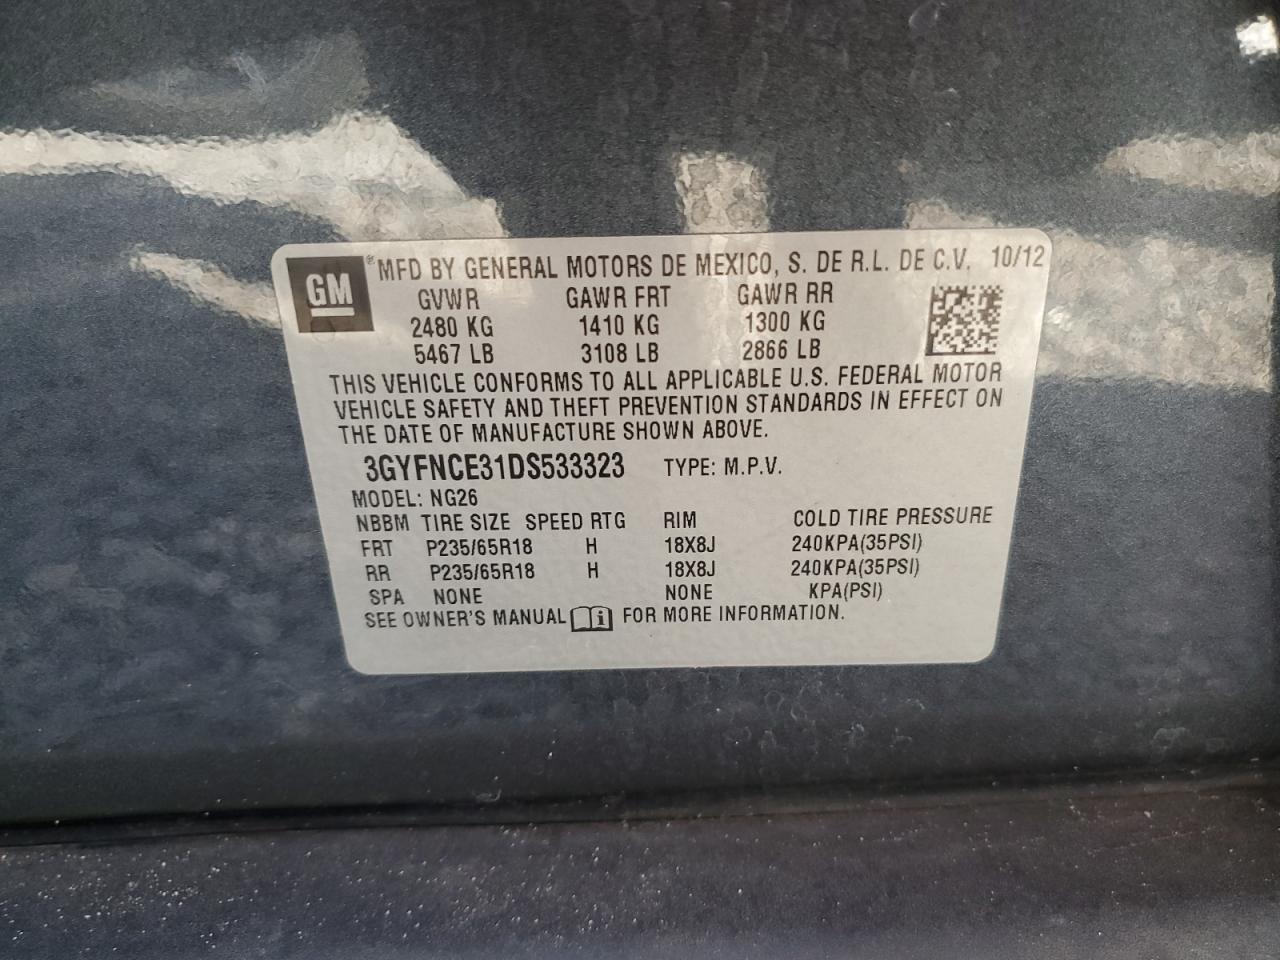 GM ® MFD BY GENERAL MOTORS DE MEXICO, S. DE R.L. DE C.V. 10/12
GVWR GAWR FRT GAWR RR
2480 KG 1410 KG 1300 KG
5467 LB 3108 LB 2866 LB
THIS VEHICLE CONFORMS TO ALL APPLICABLE U.S. FEDERAL MOTOR
VEHICLE SAFETY AND THEFT PREVENTION STANDARDS IN EFFECT ON
THE DATE OF MANUFACTURE SHOWN ABOVE.
3GYFNCE31DS533323 TYPE: M.P.V.
MODEL: NG26
NBBM TIRE SIZE SPEED RTG RIM COLD TIRE PRESSURE
FRT P235/65R18 H 18X8J 240KPA(35PSI)
RR P235/65R18 H 18X8J 240KPA(35PSI)
SPA NONE NONE KPA(PSI)
SEE OWNER'S MANUAL i FOR MORE INFORMATION.